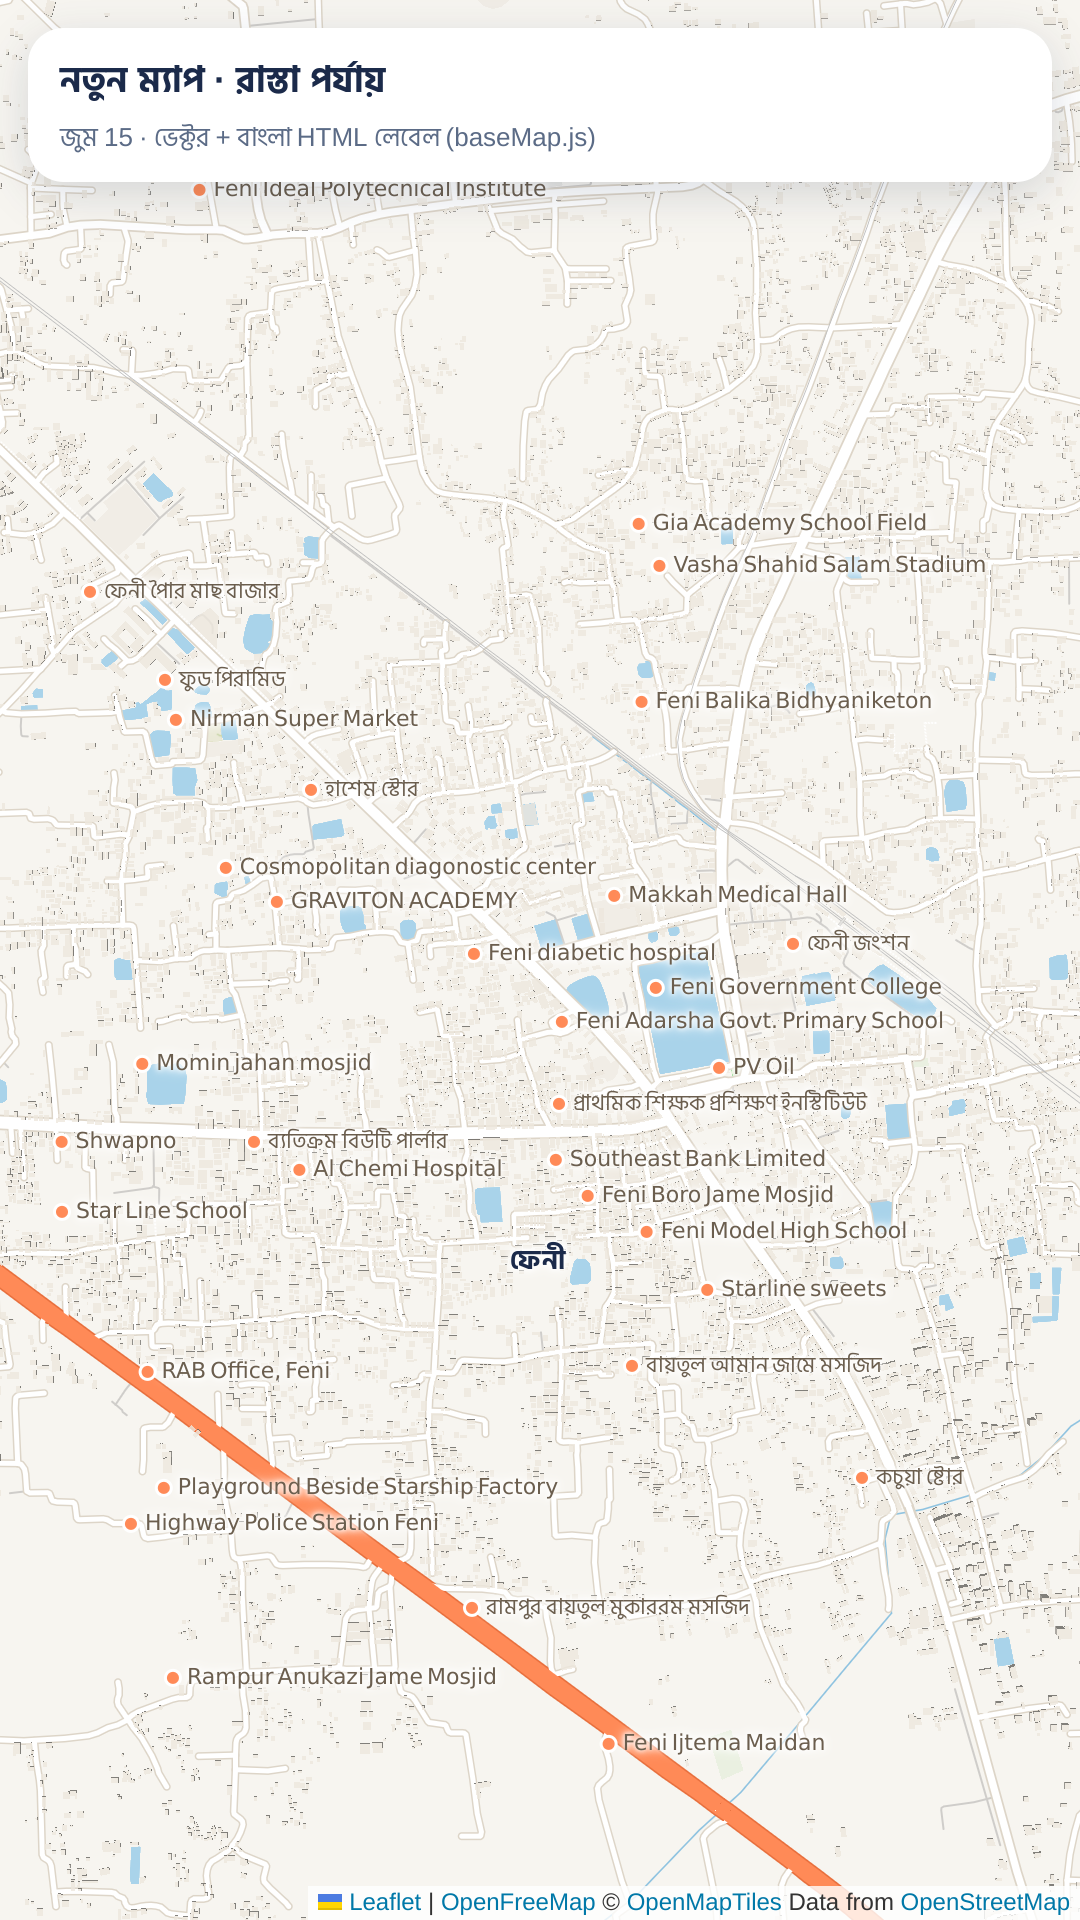 নতুন ম্যাপ · রাস্তা পর্যায়
জুম 15 · ভেক্টর + বাংলা HTML লেবেল (baseMap.js)
Feni Ideal Polytecnical Institute
Gia Academy School Field
Vasha Shahid Salam Stadium
ফেনী পৌর মাছ বাজার
ফুড পিরামিড
Feni Balika Bidhyaniketon
Nirman Super Market
হাশেম স্টোর
Cosmopolitan diagonostic center
Makkah Medical Hall
GRAVITON ACADEMY
ফেনী জংশন
Feni diabetic hospital
Feni Government College
Feni Adarsha Govt. Primary School
Momin jahan mosjid
PV Oil
প্রাথমিক শিক্ষক প্রশিক্ষণ ইনস্টিটিউট
Shwapno
ব্যতিক্রম বিউটি পার্লার
Southeast Bank Limited
Al Chemi Hospital
Feni Boro Jame Mosjid
Star Line School
Feni Model High School
ফেনী
Starline sweets
বায়তুল আমান জামে মসজিদ
RAB Office, Feni
কচুয়া ষ্টোর
Playground Beside Starship Factory
Highway Police Station Feni
রামপুর বায়তুল মুকাররম মসজিদ
Rampur Anukazi Jame Mosjid
Feni Ijtema Maidan
Leaflet | OpenFreeMap © OpenMapTiles Data from OpenStreetMap